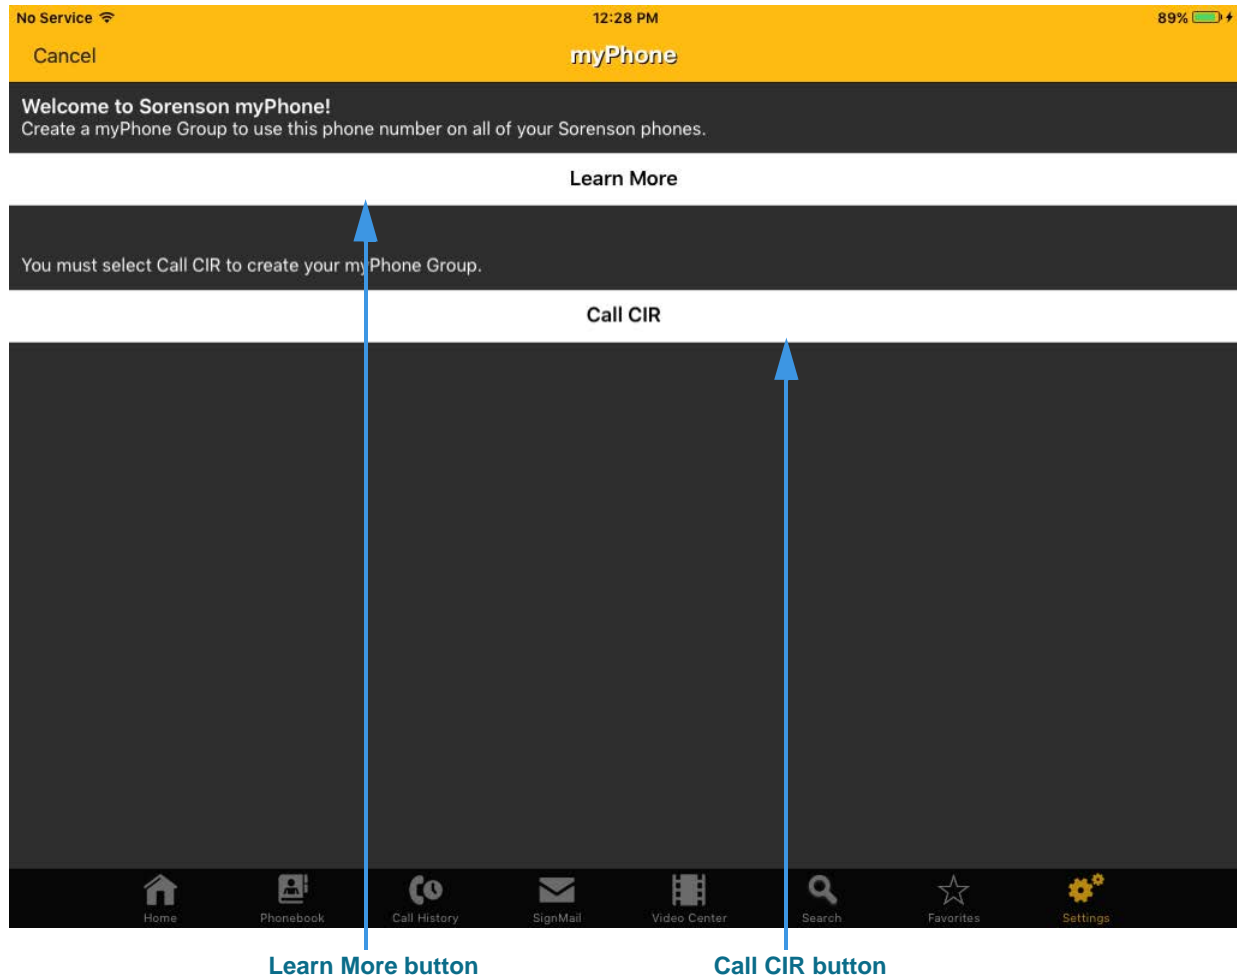 No Service 12:28 PM 89%
Cancel myPhone
Welcome to Sorenson myPhone!
Create a myPhone Group to use this phone number on all of your Sorenson phones.
Learn More
You must select Call CIR to create your myPhone Group.
Call CIR
Home Phonebook Call History SignMail Video Center Search Favorites Settings
Learn More button Call CIR button